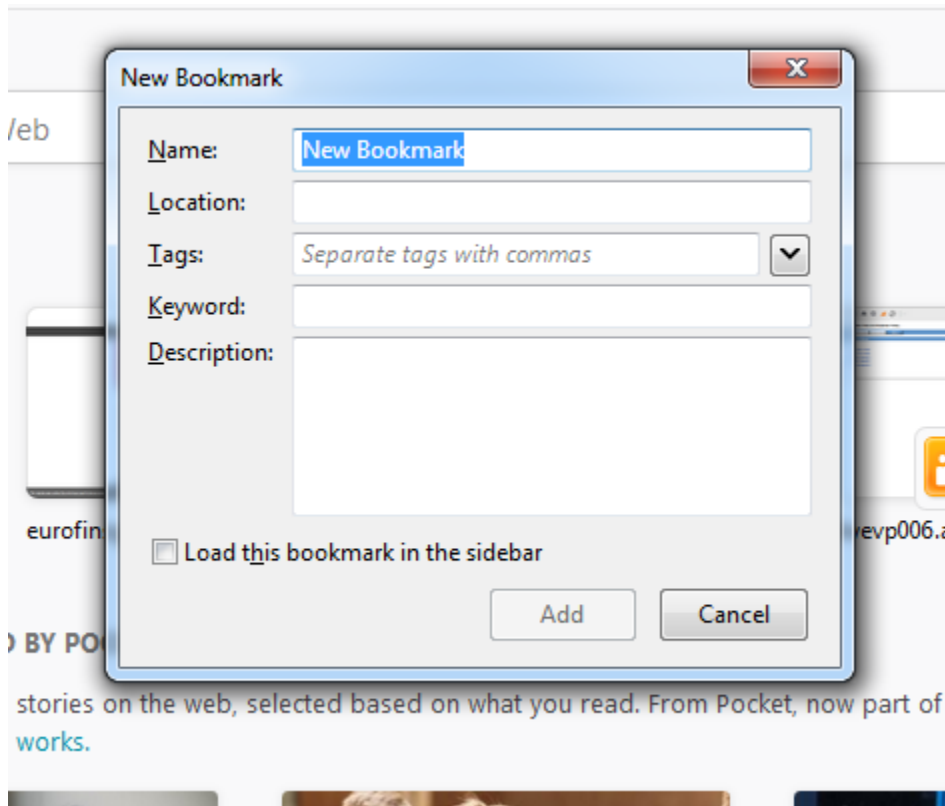 New Bookmark
Web
Name: New Bookmark
Location:
Tags: Separate tags with commas
Keyword:
Description:
eurofin
evp006.a
Load this bookmark in the sidebar
Add Cancel
D BY PO
stories on the web, selected based on what you read. From Pocket, now part of
works.